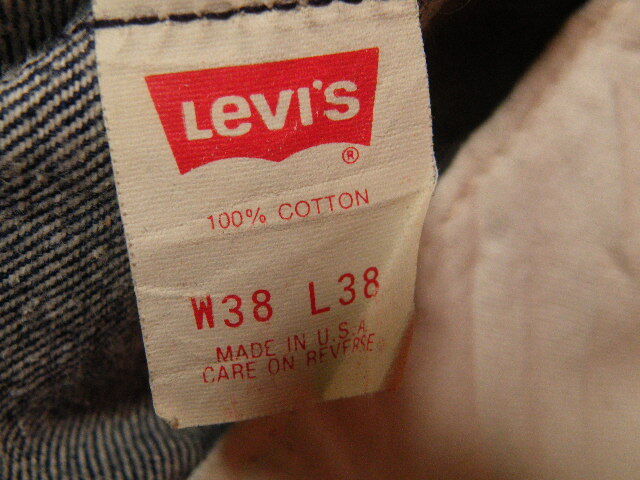 Levi's
®
100% COTTON
W38 L38
MADE IN U.S.A.
CARE ON REVERSE